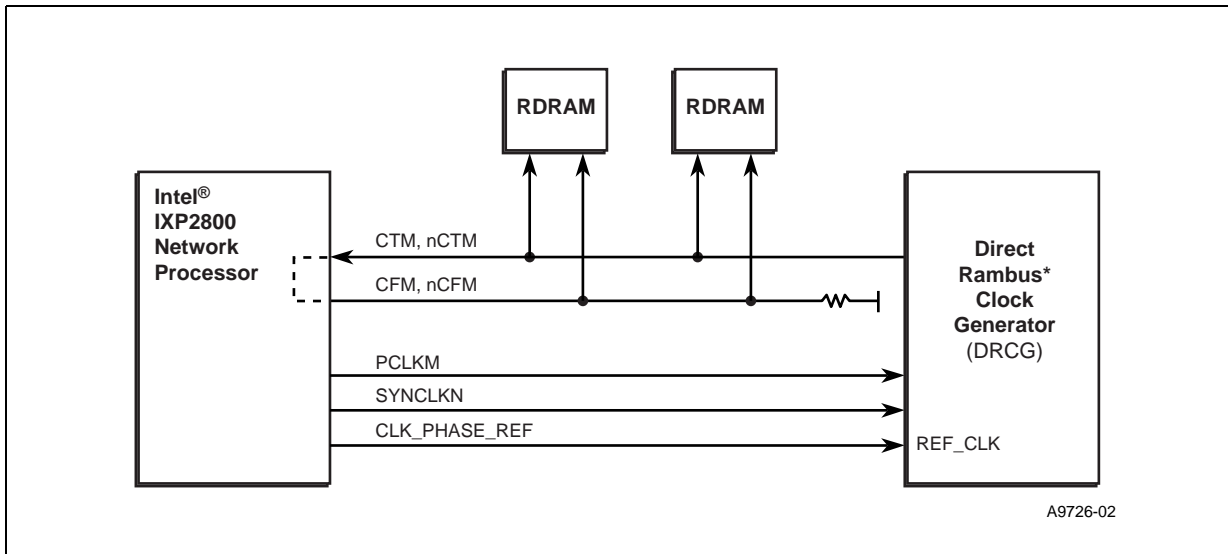 RDRAM
RDRAM
Intel®
IXP2800
Network
Processor
CTM, nCTM
CFM, nCFM
PCLKM
SYNCLKN
CLK_PHASE_REF
Direct
Rambus*
Clock
Generator
(DRCG)
REF_CLK
A9726-02